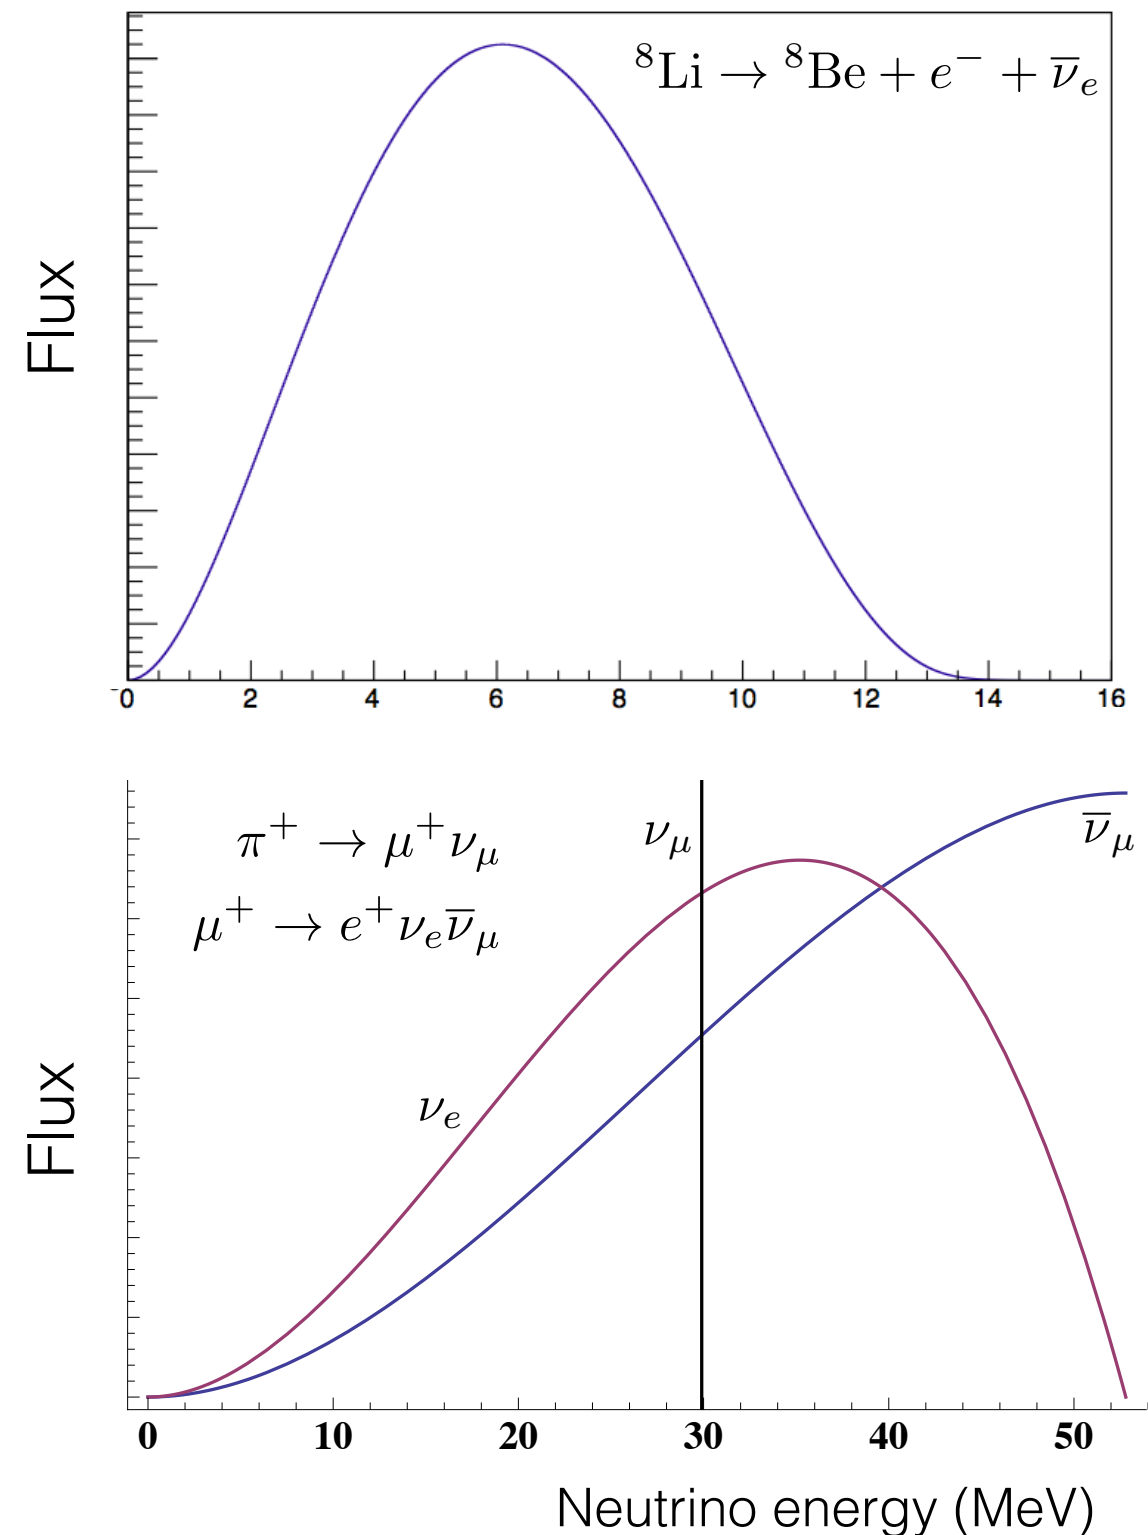 ⁸Li → ⁸Be + e⁻ + ν̅ₑ
Flux
0 2 4 6 8 10 12 14 16
π⁺ → μ⁺ν_μ
μ⁺ → e⁺νₑν̅_μ
ν_μ
ν̅_μ
νₑ
Flux
0 10 20 30 40 50
Neutrino energy (MeV)